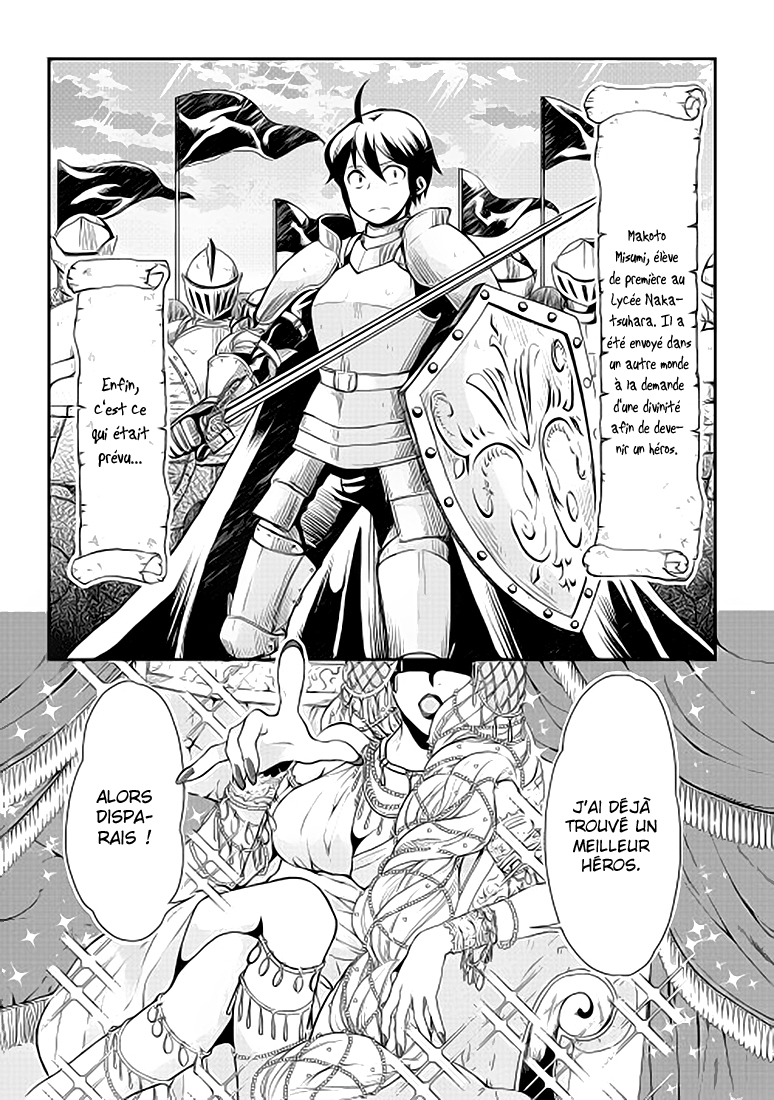 Makoto
Misumi, élève
de première au
Lycée Naka-
tsuhara. Il a
été envoyé dans
un autre monde
à la demande
d'une divinité
afin de deve-
nir un héros.
Enfin,
c'est ce
qui était
prévu...
J'AI DÉJÀ
TROUVÉ UN
MEILLEUR
HÉROS.
ALORS
DISPA-
RAIS !